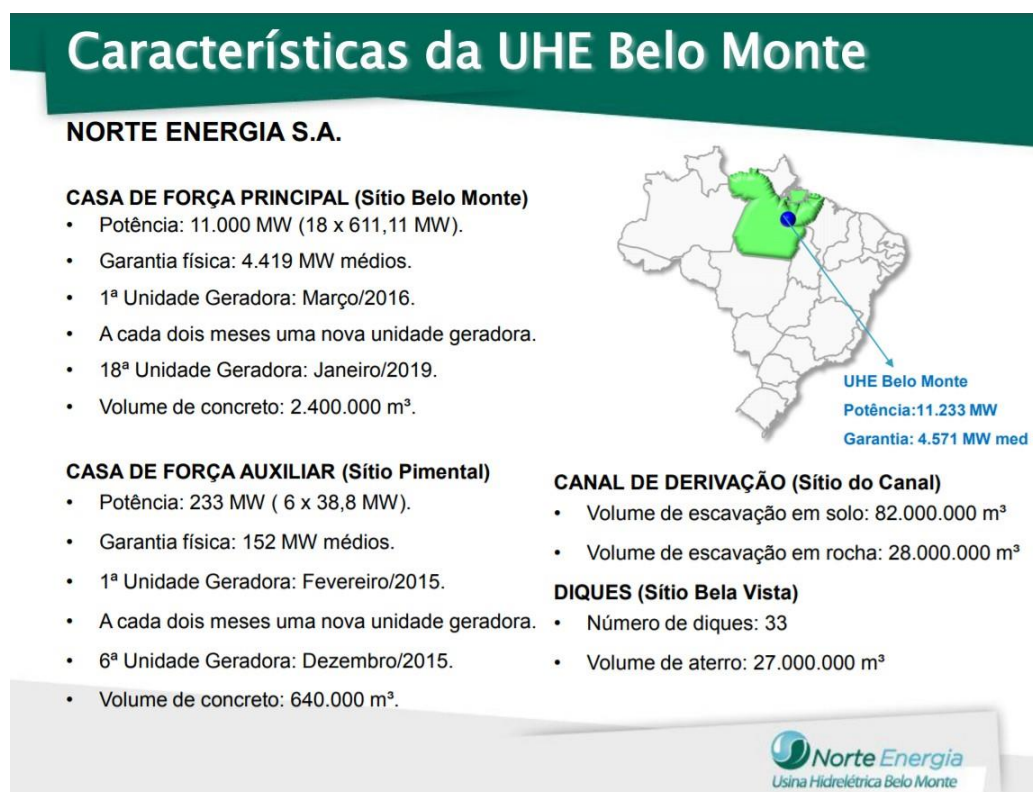 Características da UHE Belo Monte
NORTE ENERGIA S.A.
CASA DE FORÇA PRINCIPAL (Sítio Belo Monte)
• Potência: 11.000 MW (18 x 611,11 MW).
• Garantia física: 4.419 MW médios.
• 1ª Unidade Geradora: Março/2016.
• A cada dois meses uma nova unidade geradora.
• 18ª Unidade Geradora: Janeiro/2019.
• Volume de concreto: 2.400.000 m³.
UHE Belo Monte
Potência:11.233 MW
Garantia: 4.571 MW med
CASA DE FORÇA AUXILIAR (Sítio Pimental)
• Potência: 233 MW ( 6 x 38,8 MW).
• Garantia física: 152 MW médios.
• 1ª Unidade Geradora: Fevereiro/2015.
• A cada dois meses uma nova unidade geradora.
• 6ª Unidade Geradora: Dezembro/2015.
• Volume de concreto: 640.000 m³.
CANAL DE DERIVAÇÃO (Sítio do Canal)
• Volume de escavação em solo: 82.000.000 m³
• Volume de escavação em rocha: 28.000.000 m³
DIQUES (Sítio Bela Vista)
• Número de diques: 33
• Volume de aterro: 27.000.000 m³
Norte Energia
Usina Hidrelétrica Belo Monte